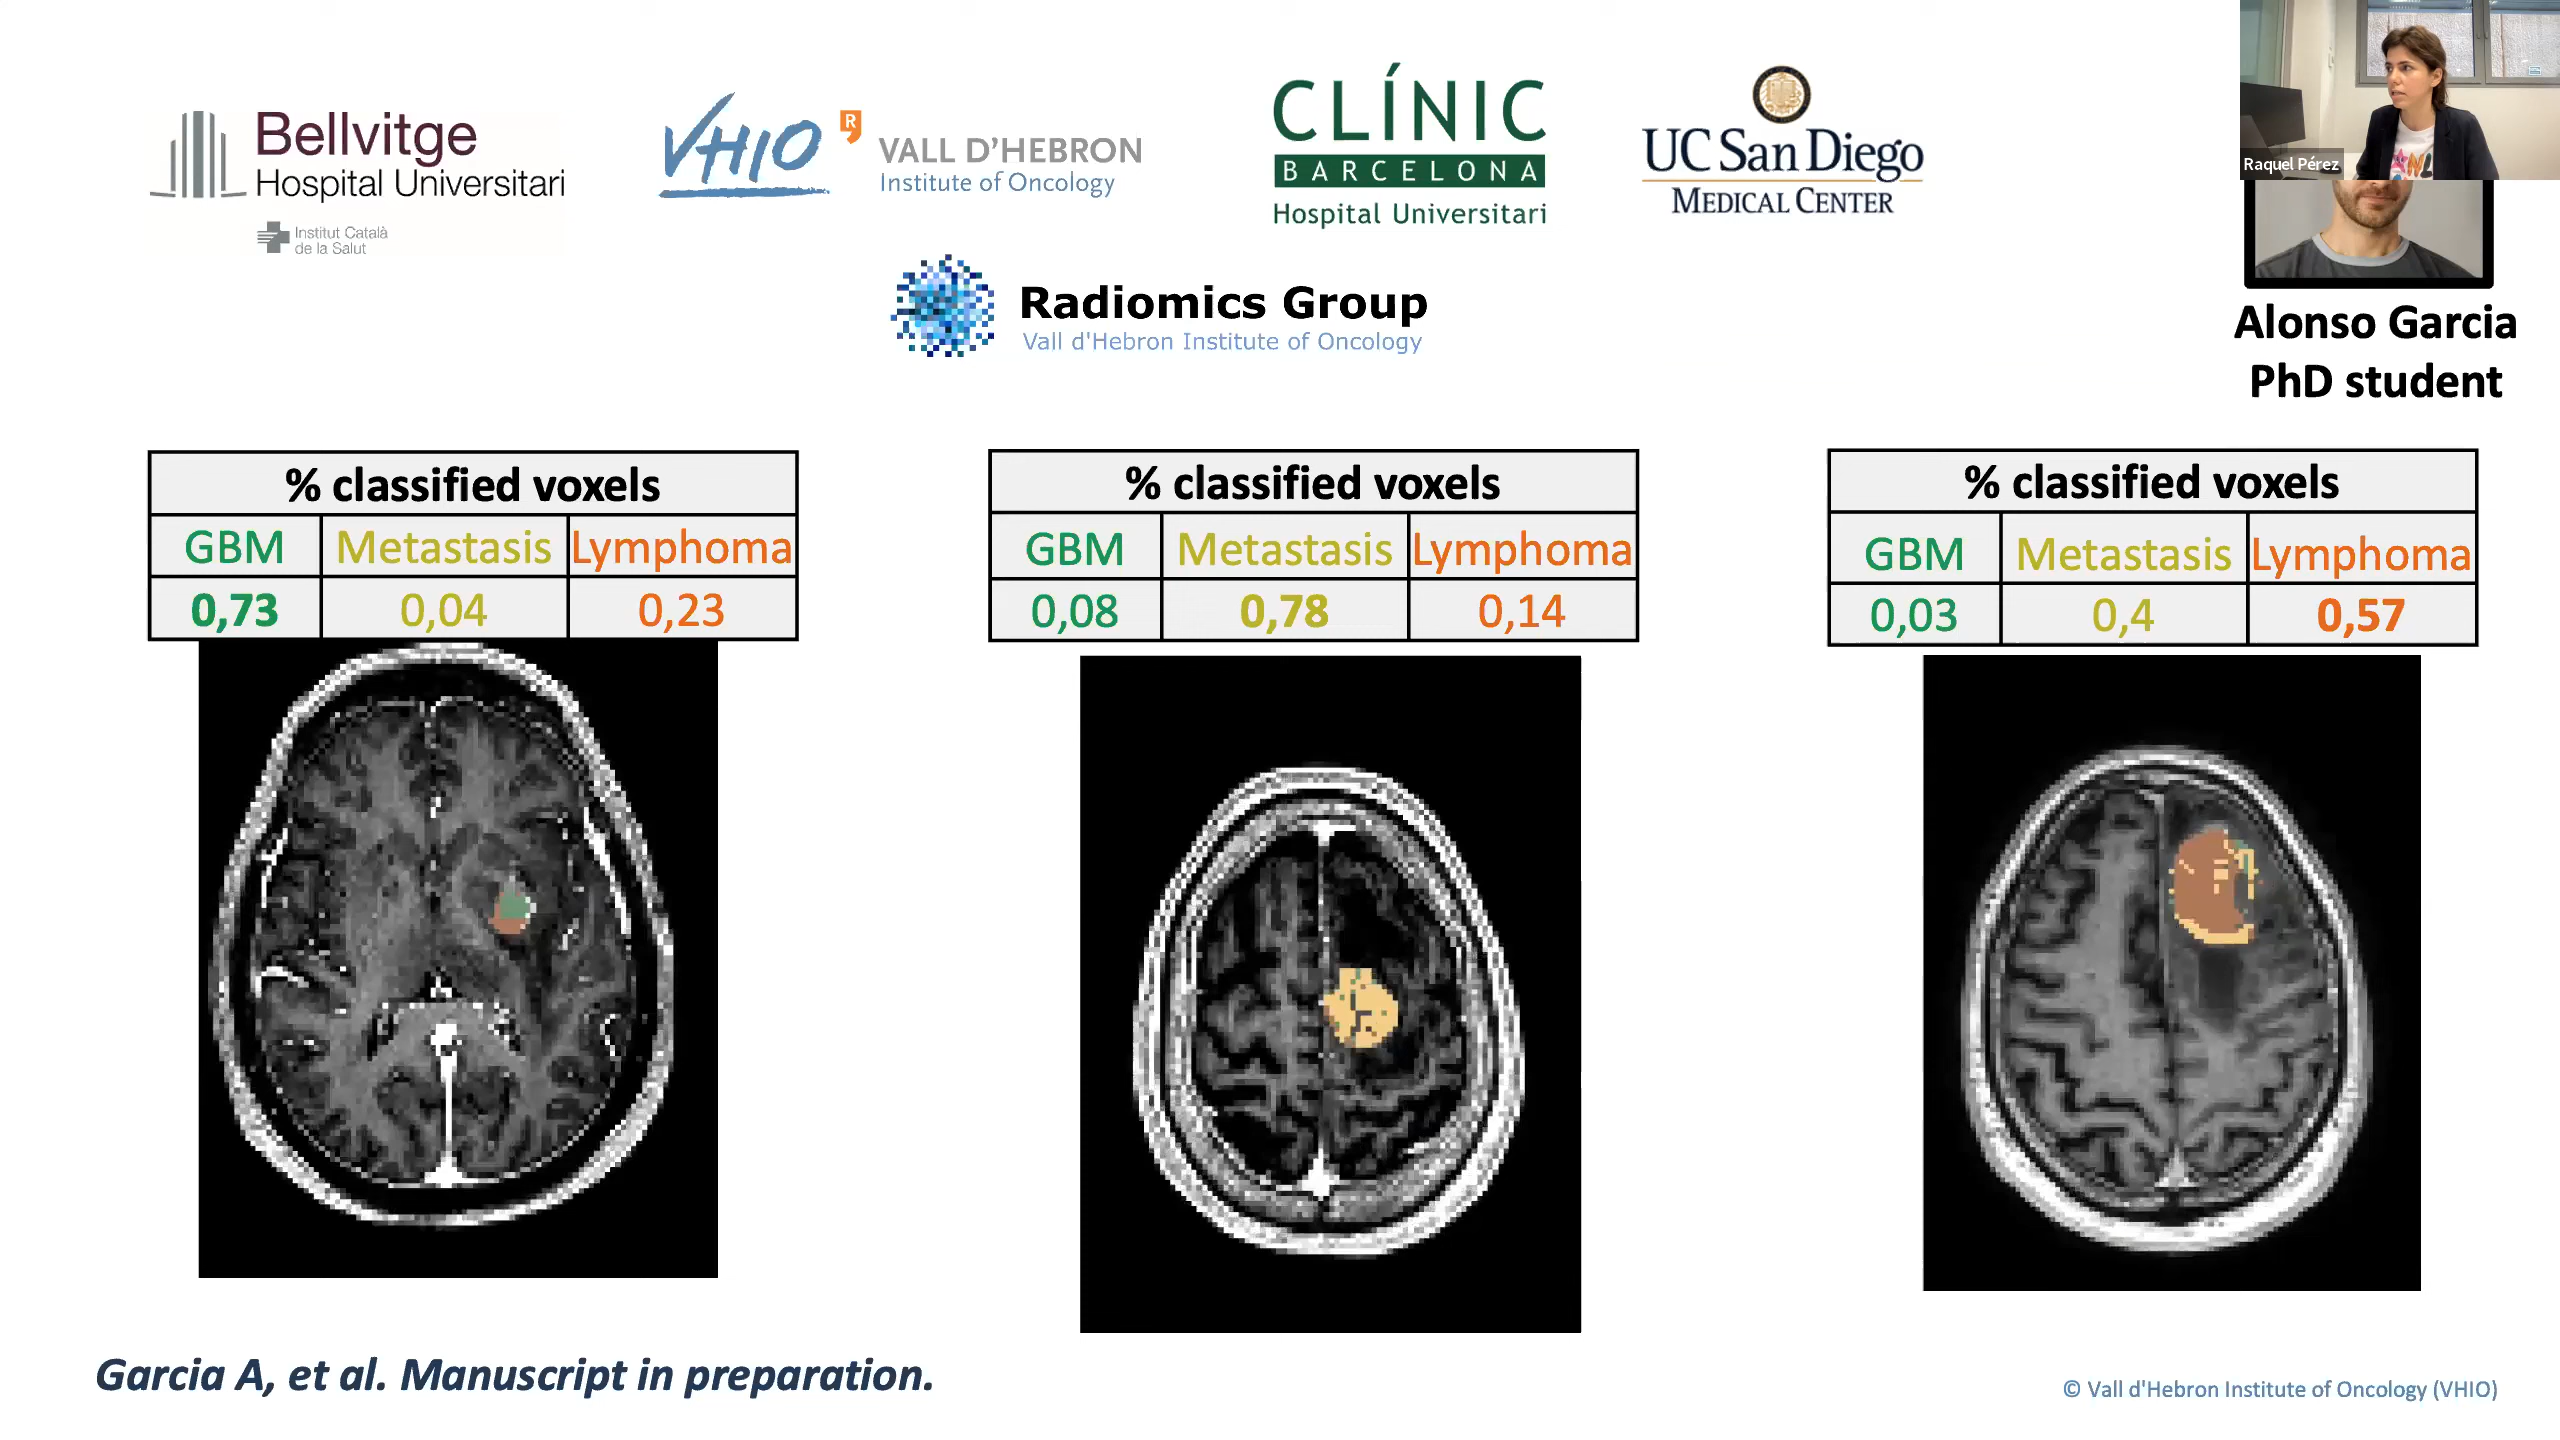 Bellvitge
Hospital Universitari
Institut Català
de la Salut
VHIO
R
VALL D'HEBRON
Institute of Oncology
CLÍNIC
BARCELONA
Hospital Universitari
UC San Diego
MEDICAL CENTER
Raquel Pérez
Radiomics Group
Vall d'Hebron Institute of Oncology
Alonso Garcia
PhD student
% classified voxels
GBM Metastasis Lymphoma
0,73 0,04 0,23
% classified voxels
GBM Metastasis Lymphoma
0,08 0,78 0,14
% classified voxels
GBM Metastasis Lymphoma
0,03 0,4 0,57
Garcia A, et al. Manuscript in preparation.
© Vall d'Hebron Institute of Oncology (VHIO)